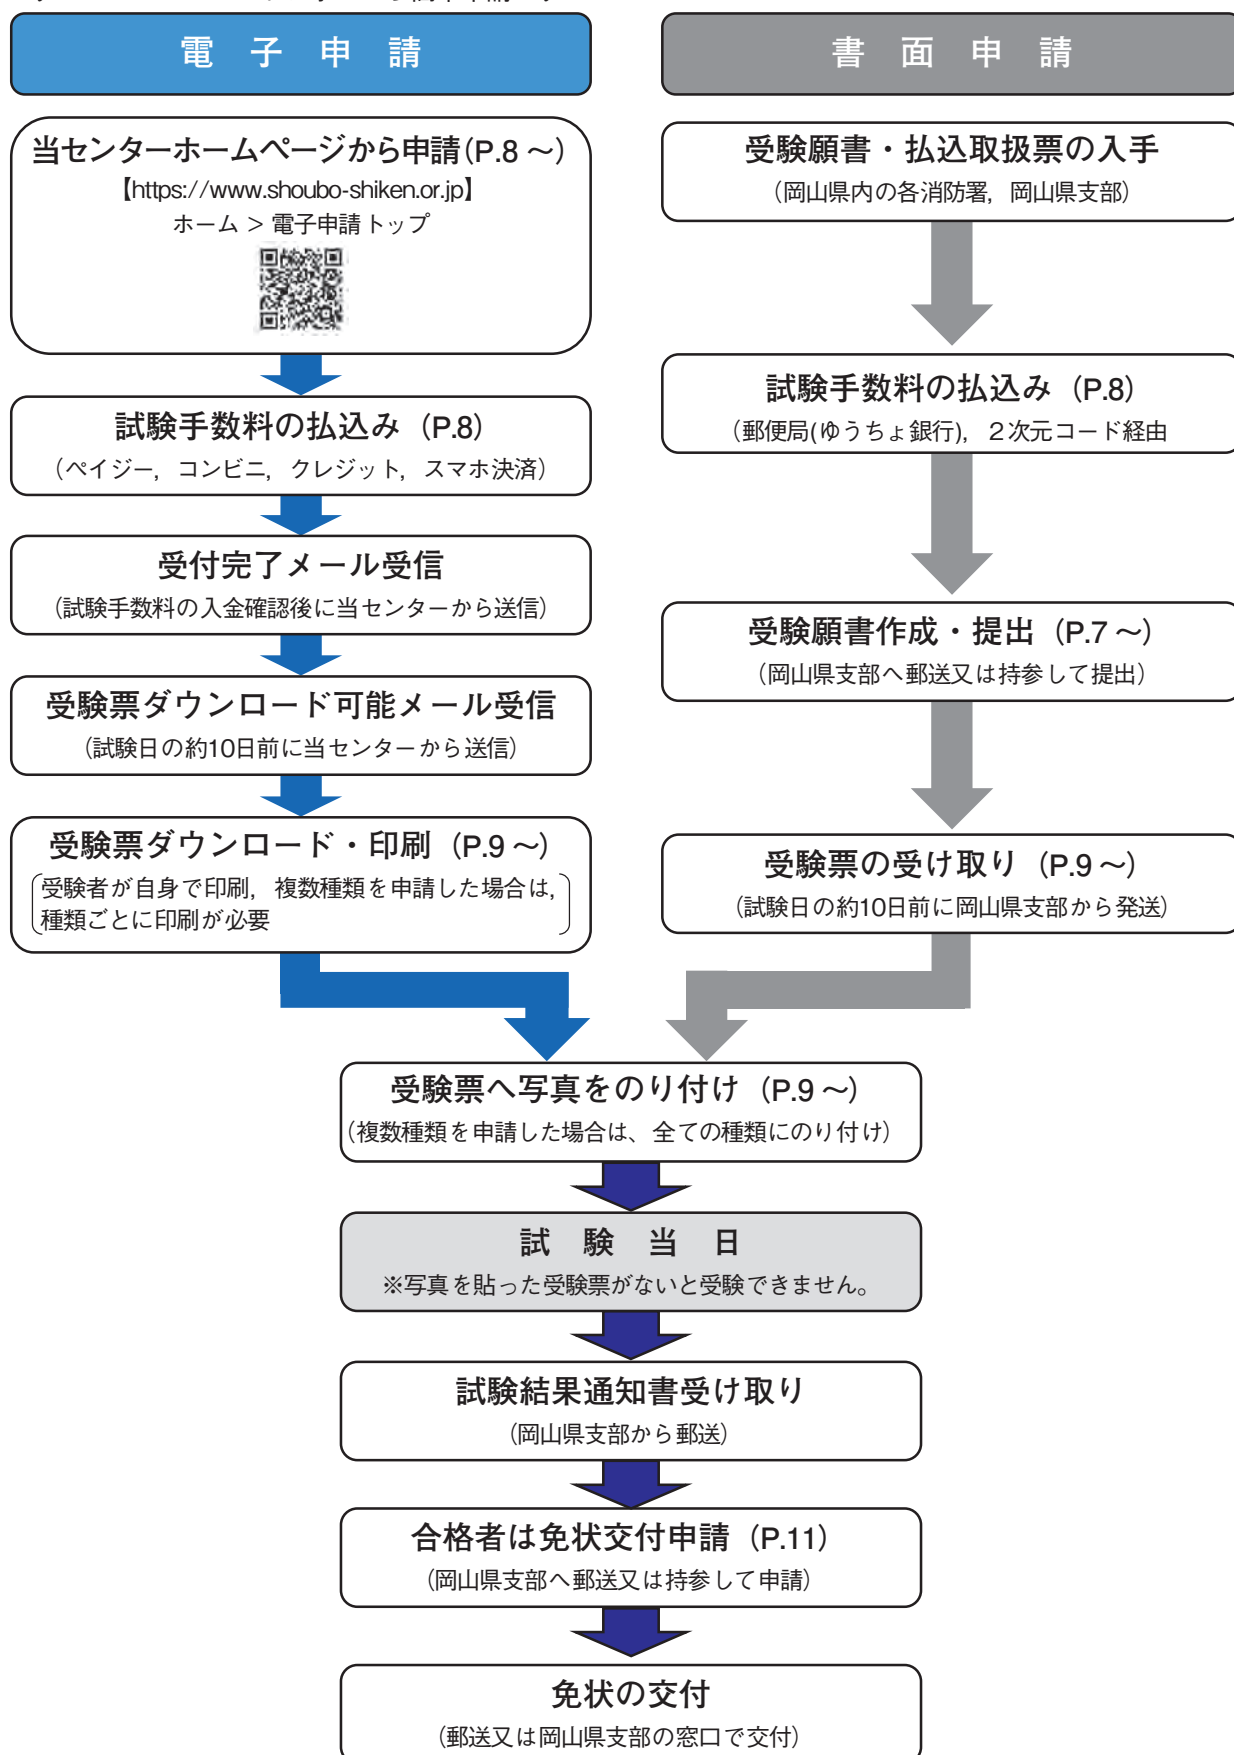 電子申請
当センターホームページから申請(P.8～)
【https://www.shoubo-shiken.or.jp】
ホーム > 電子申請トップ
試験手数料の払込み（P.8）
（ペイジー，コンビニ，クレジット，スマホ決済）
受付完了メール受信
（試験手数料の入金確認後に当センターから送信）
受験票ダウンロード可能メール受信
（試験日の約10日前に当センターから送信）
受験票ダウンロード・印刷（P.9～）
（受験者が自身で印刷，複数種類を申請した場合は，
種類ごとに印刷が必要）
書面申請
受験願書・払込取扱票の入手
（岡山県内の各消防署，岡山県支部）
試験手数料の払込み（P.8）
（郵便局(ゆうちょ銀行)，２次元コード経由
受験願書作成・提出（P.7～）
（岡山県支部へ郵送又は持参して提出）
受験票の受け取り（P.9～）
（試験日の約10日前に岡山県支部から発送）
受験票へ写真をのり付け（P.9～）
（複数種類を申請した場合は、全ての種類にのり付け）
試験当日
※写真を貼った受験票がないと受験できません。
試験結果通知書受け取り
（岡山県支部から郵送）
合格者は免状交付申請（P.11）
（岡山県支部へ郵送又は持参して申請）
免状の交付
（郵送又は岡山県支部の窓口で交付）